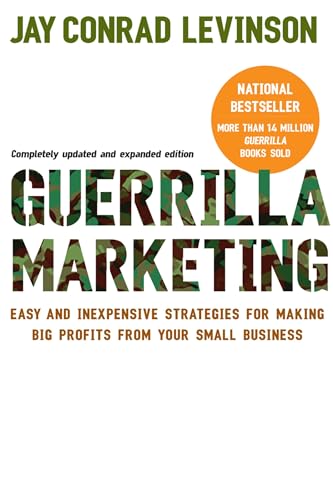 JAY CONRAD LEVINSON
NATIONAL
BESTSELLER
MORE THAN 14 MILLION
GUERRILLA
BOOKS SOLD
Completely updated and expanded edition
GUERRILLA
MARKETING
EASY AND INEXPENSIVE STRATEGIES FOR MAKING
BIG PROFITS FROM YOUR SMALL BUSINESS